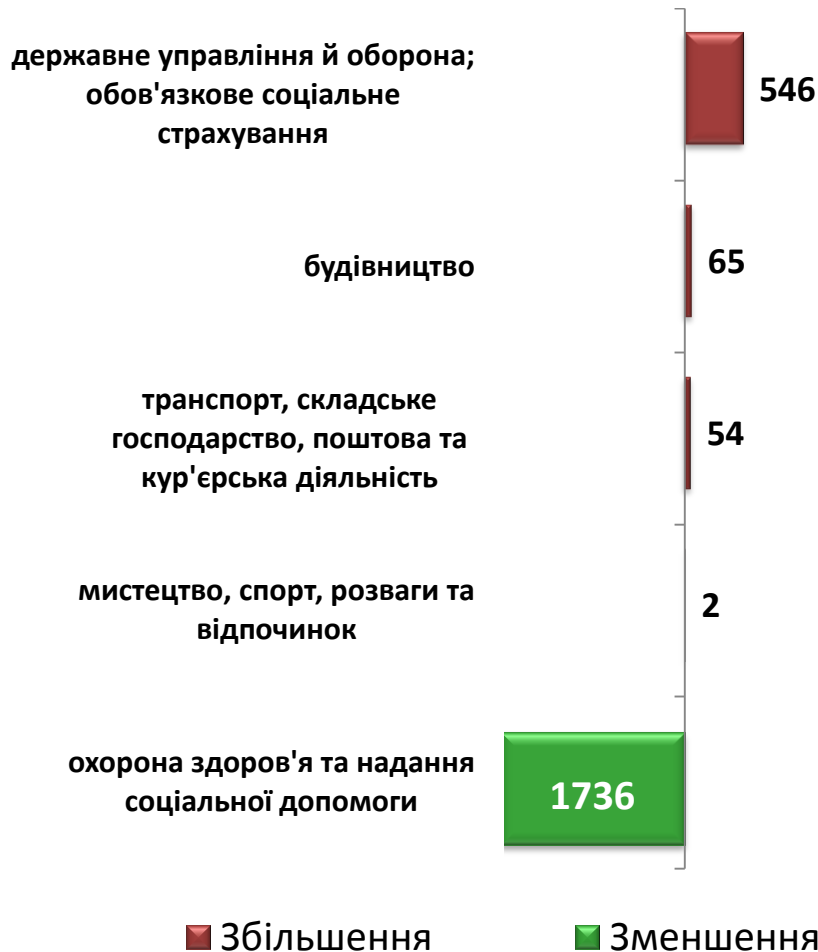 державне управління й оборона;
обов'язкове соціальне
страхування
546
будівництво
65
транспорт, складське
господарство, поштова та
кур'єрська діяльність
54
мистецтво, спорт, розваги та
відпочинок
2
охорона здоров'я та надання
соціальної допомоги
1736
Збільшення
Зменшення